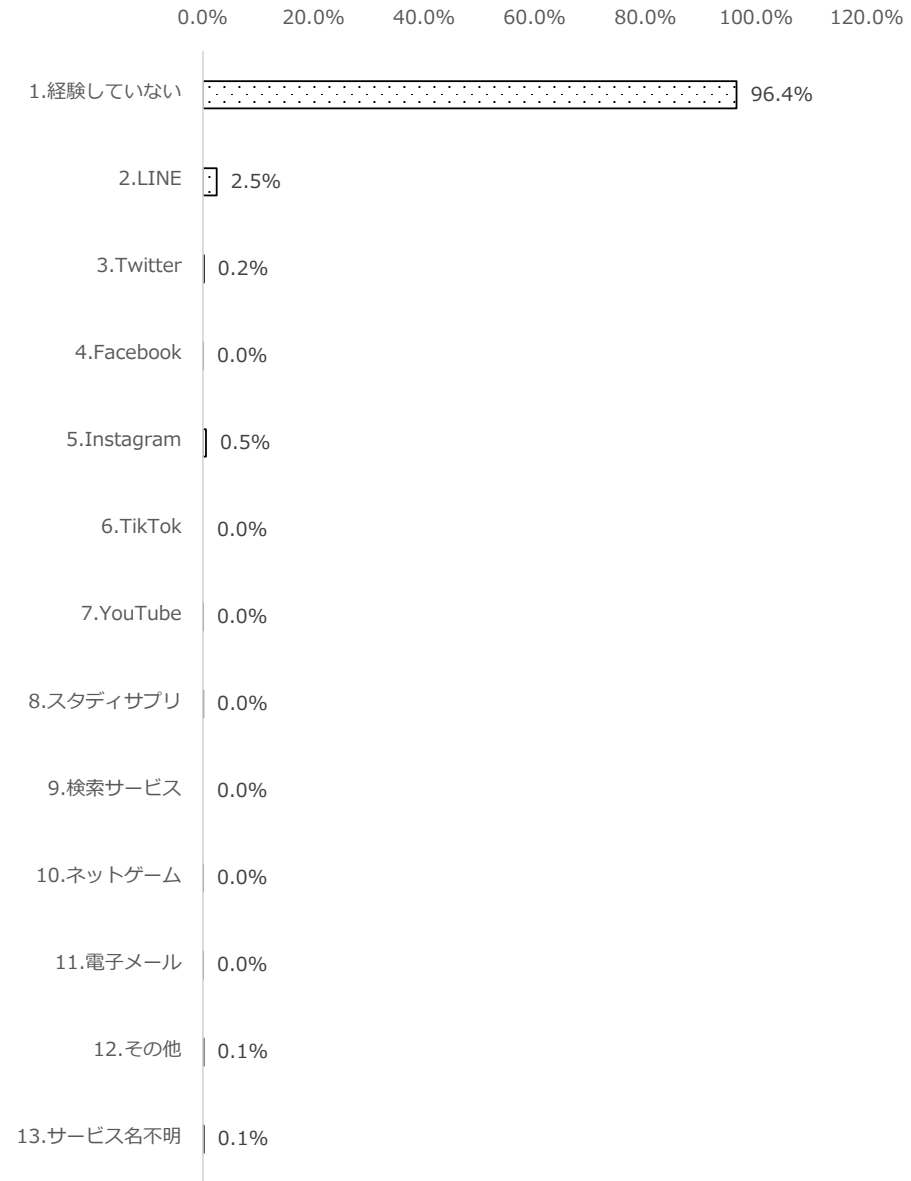 0.0% 20.0% 40.0% 60.0% 80.0% 100.0% 120.0%
1.経験していない 96.4%
2.LINE 2.5%
3.Twitter 0.2%
4.Facebook 0.0%
5.Instagram 0.5%
6.TikTok 0.0%
7.YouTube 0.0%
8.スタディサプリ 0.0%
9.検索サービス 0.0%
10.ネットゲーム 0.0%
11.電子メール 0.0%
12.その他 0.1%
13.サービス名不明 0.1%